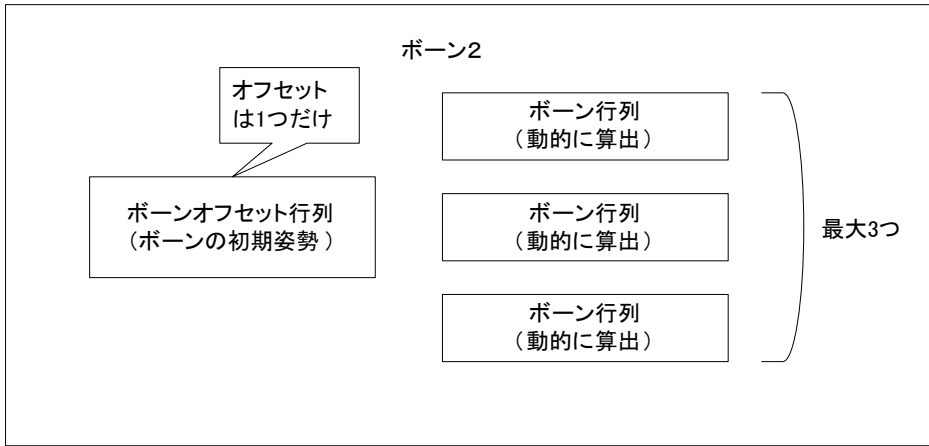 ボーン２
オフセット
は1つだけ
ボーンオフセット行列
（ボーンの初期姿勢 ）
ボーン行列
（動的に算出）
ボーン行列
（動的に算出）
ボーン行列
（動的に算出）
最大3つ